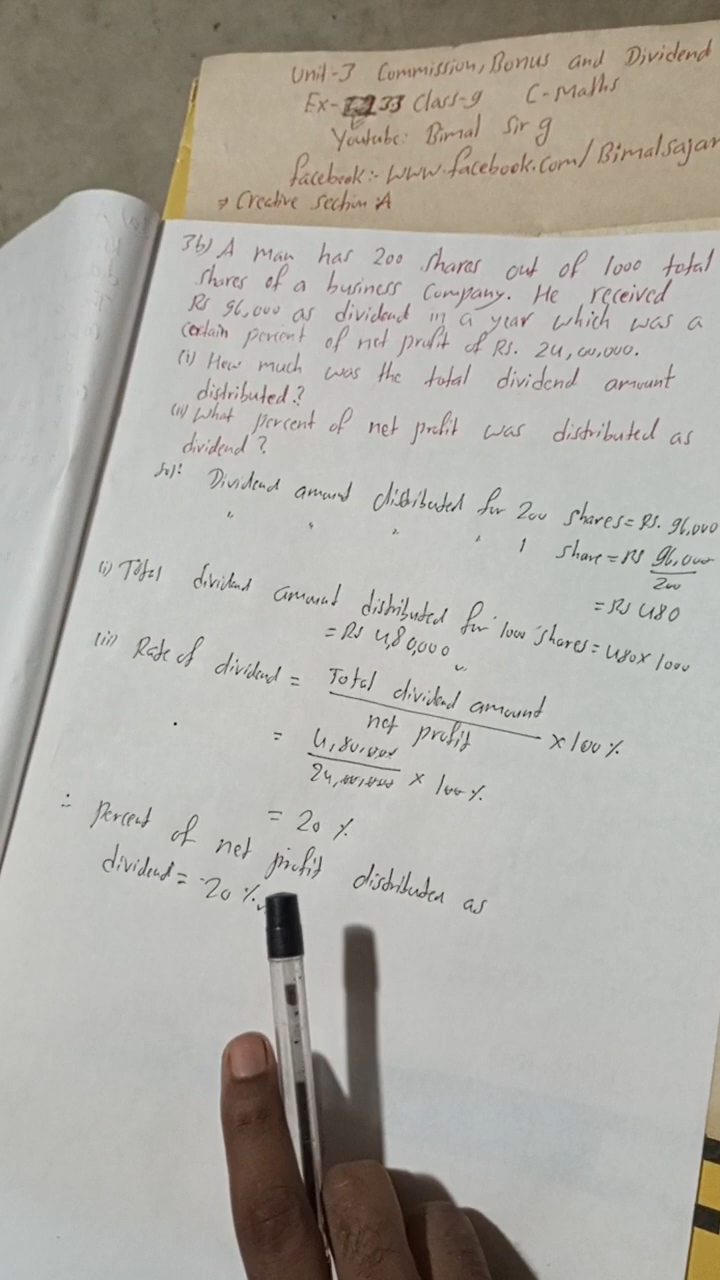 Unit-3 Commission, Bonus and Dividend
Ex- 33 Class-9 C-Maths
Youtube: Bimal Sir g
facebook:- www.facebook.com/Bimal.sajar
⇒ Creative section :A
3b) A man has 200 shares out of 1000 total
shares of a business Company. He received
Rs 96,000 as dividend in a year which was a
certain percent of net profit of RS. 24,00,000.
(i) How much was the total dividend amount
distributed?
(ii) What percent of net profit was distributed as
dividend?
Sol: Dividend amount distributed for 200 shares = Rs. 96,000
" " " " 1 share = RS 96,000/200
= RS 480
(i) Total dividend amount distributed for 1000 shares = 480 x 1000
= RS 4,80,000
(ii) Rate of dividend = Total dividend amount/net profit x 100%
= 4,80,000/24,00,000 x 100%
= 20 %
∴ Percent of net profit distributed as
dividend = 20 %.